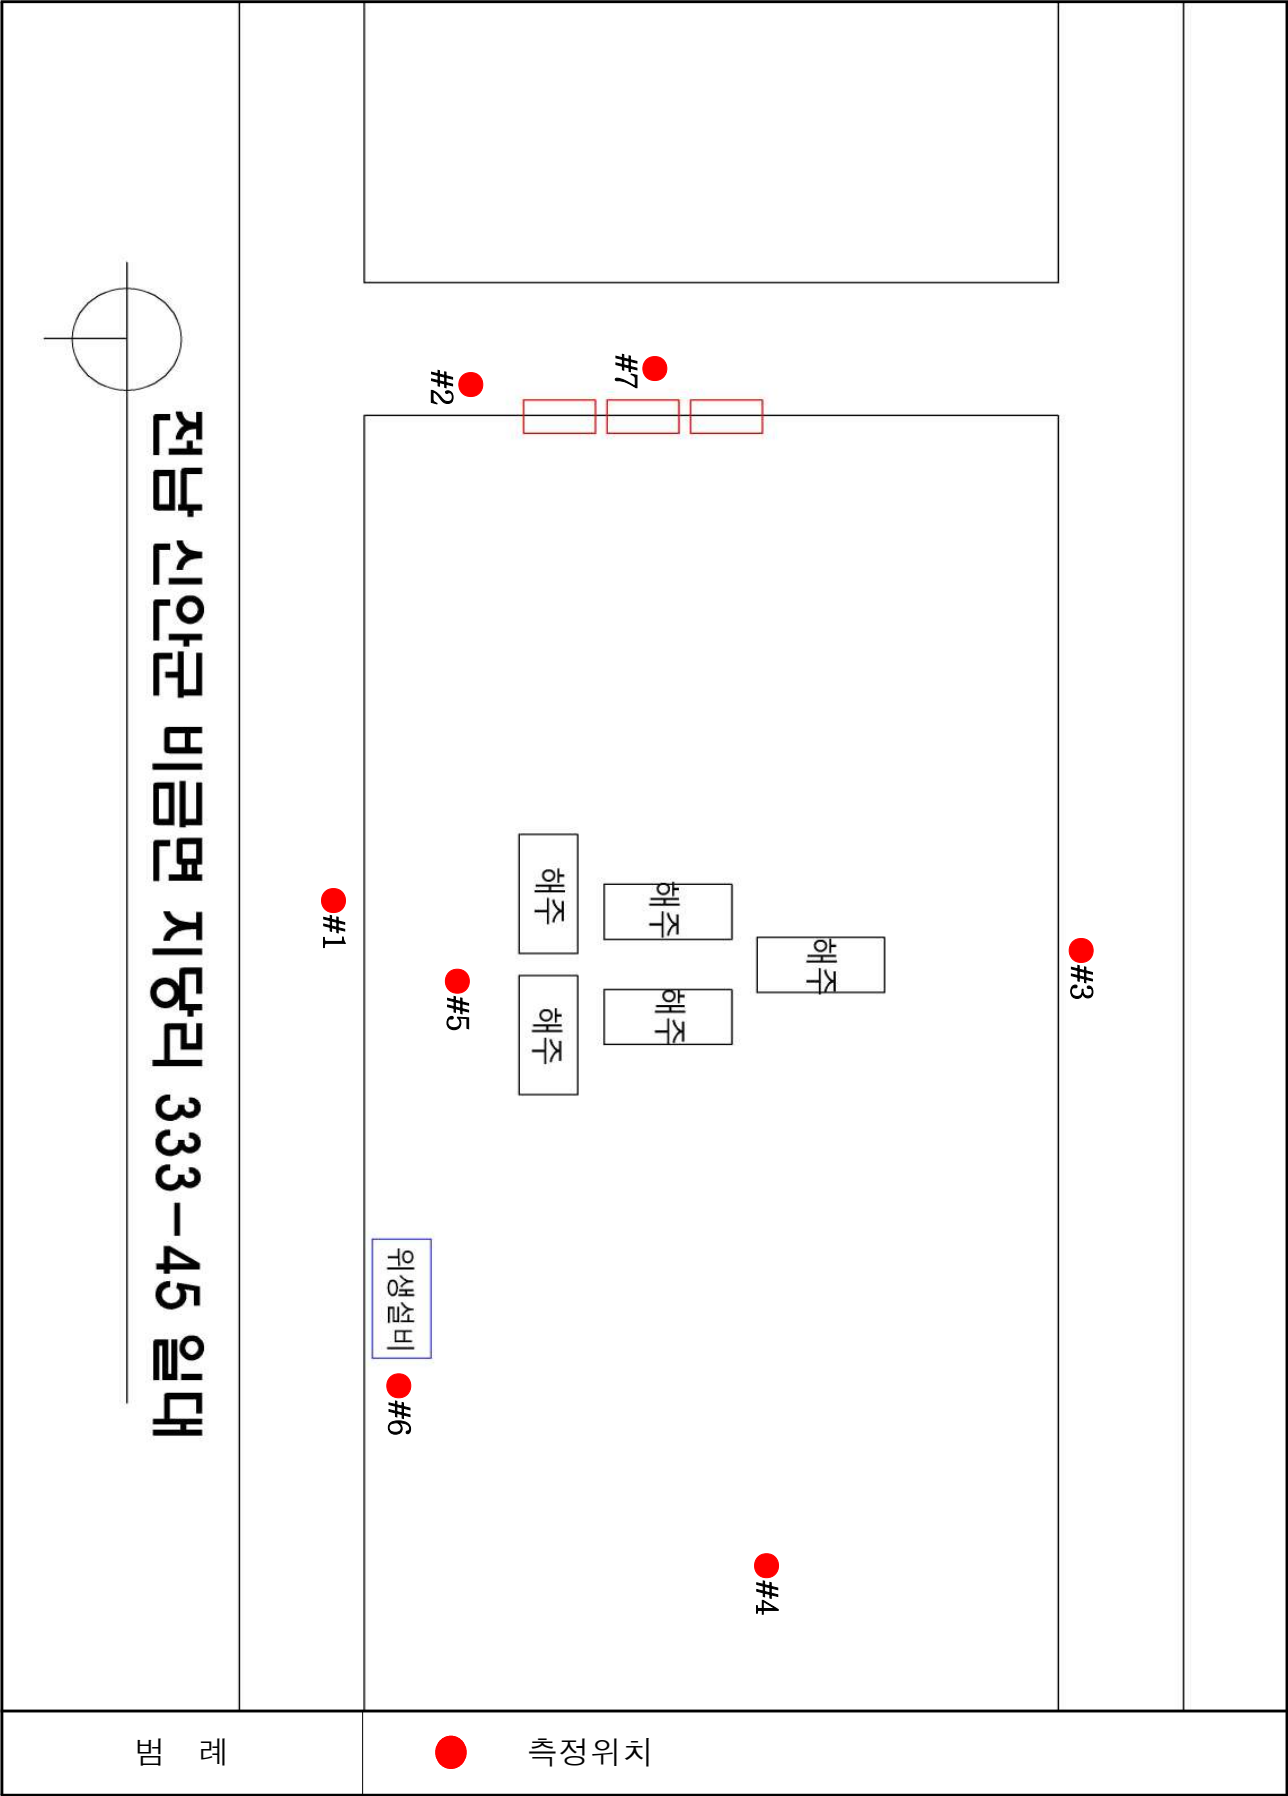 #7
#2
전남 신안군 비금면 지당리 333-45 일대
해주
해주
#1
해주
#3
#5
해주
해주
위생설비
#6
#4
범 례
측정위치